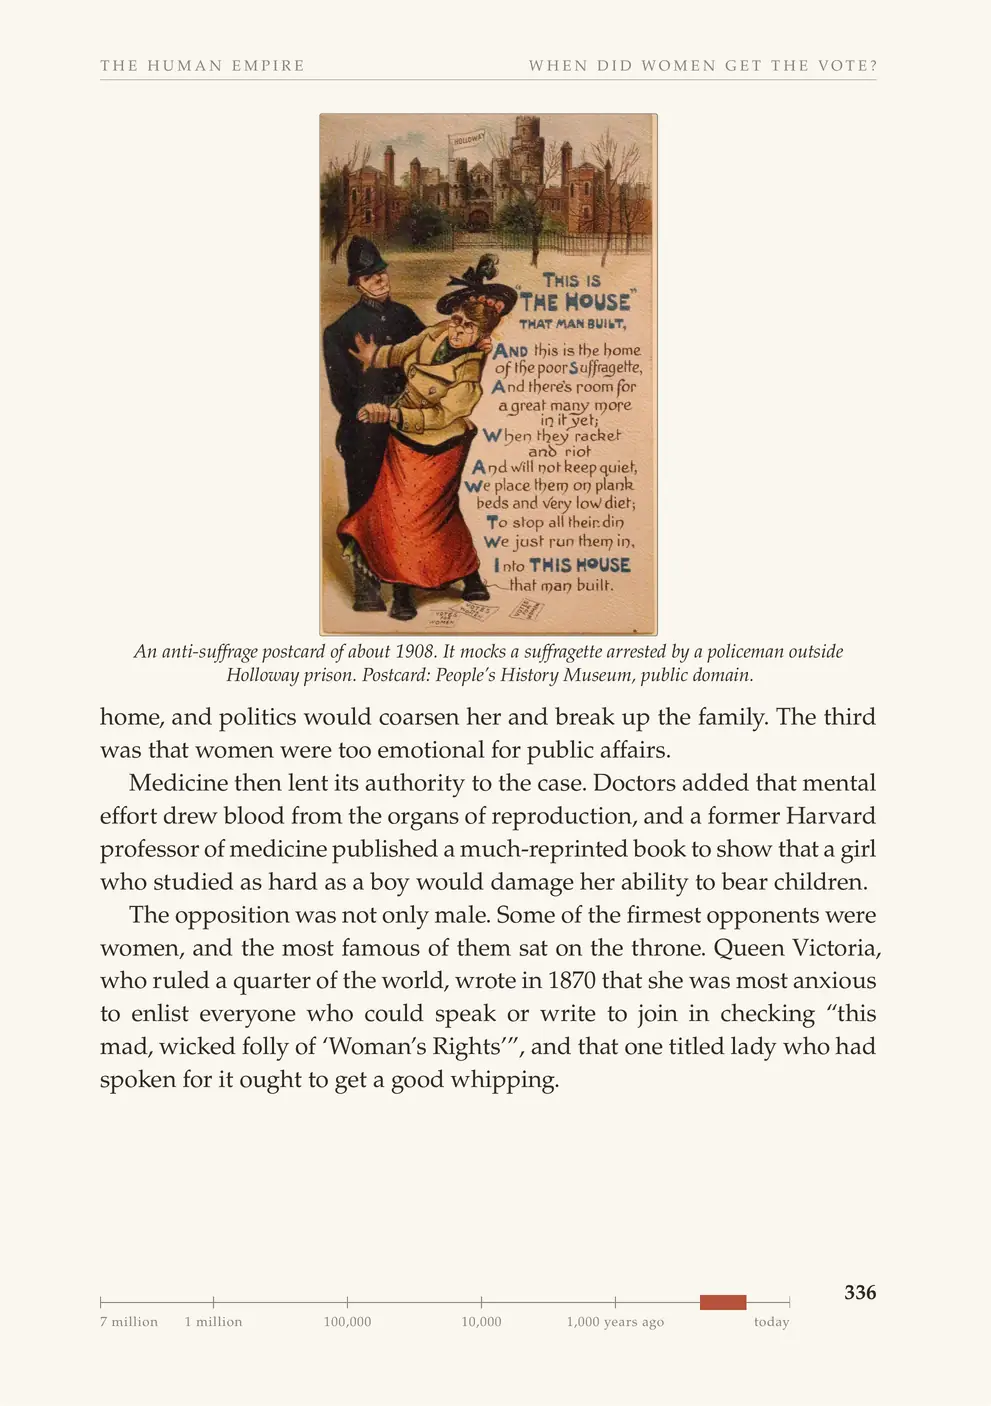 THE HUMAN EMPIRE
WHEN DID WOMEN GET THE VOTE?
HOLLOWAY
THIS IS
"THE HOUSE"
THAT MAN BUILT,
AND this is the home
of the poor Suffragette,
And there's room for
a great many more
in it yet;
When they racket
and riot
And will not keep quiet,
We place them on plank
beds and very low diet;
To stop all their din
We just run them in,
Into THIS HOUSE
that man built.
VOTES FOR WOMEN
VOTES FOR WOMEN
VOTES FOR WOMEN
An anti-suffrage postcard of about 1908. It mocks a suffragette arrested by a policeman outside
Holloway prison. Postcard: People's History Museum, public domain.
home, and politics would coarsen her and break up the family. The third
was that women were too emotional for public affairs.
Medicine then lent its authority to the case. Doctors added that mental
effort drew blood from the organs of reproduction, and a former Harvard
professor of medicine published a much-reprinted book to show that a girl
who studied as hard as a boy would damage her ability to bear children.
The opposition was not only male. Some of the firmest opponents were
women, and the most famous of them sat on the throne. Queen Victoria,
who ruled a quarter of the world, wrote in 1870 that she was most anxious
to enlist everyone who could speak or write to join in checking “this
mad, wicked folly of ‘Woman’s Rights’”, and that one titled lady who had
spoken for it ought to get a good whipping.
336
7 million 1 million 100,000 10,000 1,000 years ago today